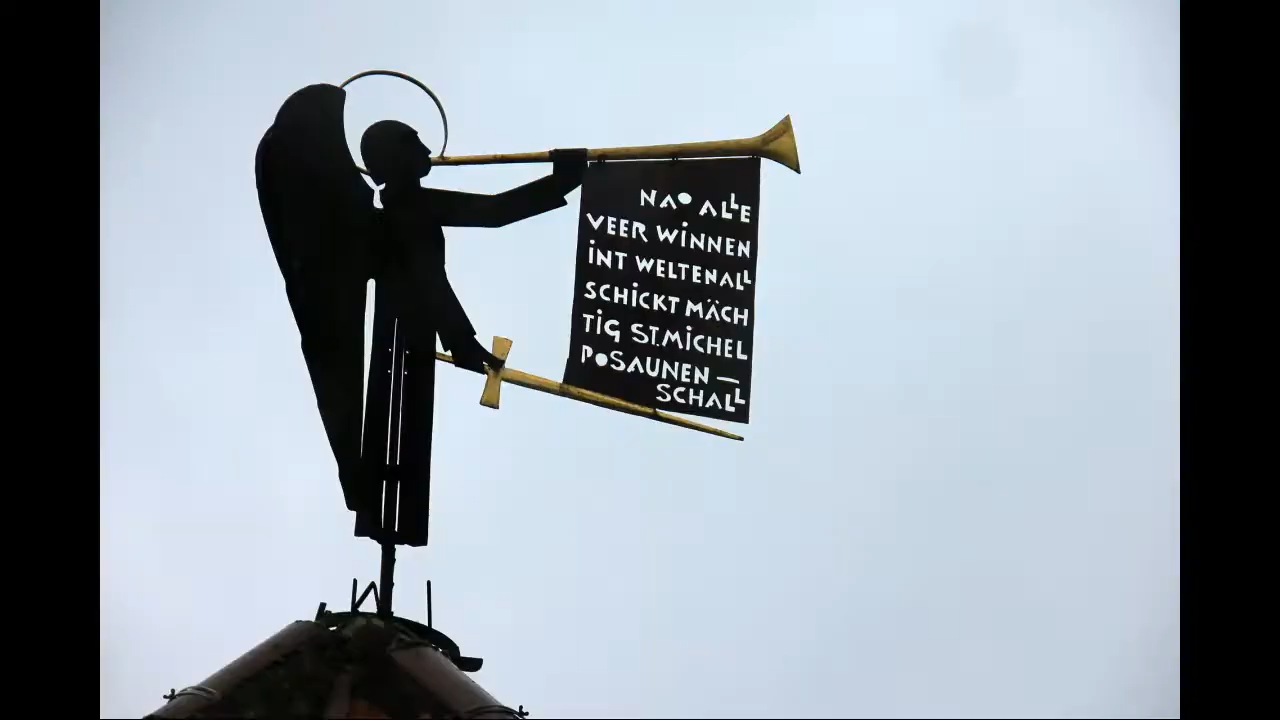 NAO ALLE
VEER WINNEN
INT WELTENALL
SCHICKT MÄCH
TIG ST.MICHEL
POSAUNEN —
SCHALL
N